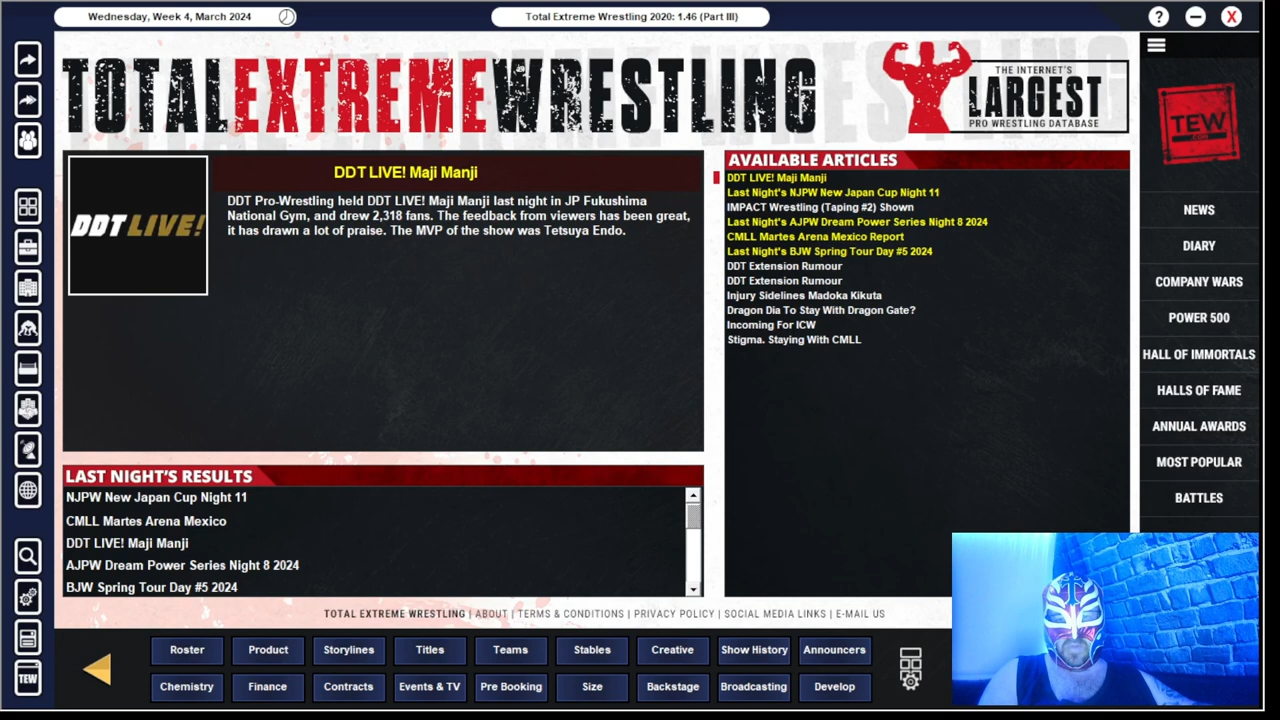 Wednesday, Week 4, March 2024
Total Extreme Wrestling 2020: 1.46 (Part III)
?
X
TOTALEXTREMEWRESTLING
THE INTERNET'S
LARGEST
PRO WRESTLING DATABASE
TEW
.COM
DDT LIVE!
DDT LIVE! Maji Manji
DDT Pro-Wrestling held DDT LIVE! Maji Manji last night in JP Fukushima
National Gym, and drew 2,318 fans. The feedback from viewers has been great,
it has drawn a lot of praise. The MVP of the show was Tetsuya Endo.
AVAILABLE ARTICLES
DDT LIVE! Maji Manji
Last Night's NJPW New Japan Cup Night 11
IMPACT Wrestling (Taping #2) Shown
Last Night's AJPW Dream Power Series Night 8 2024
CMLL Martes Arena Mexico Report
Last Night's BJW Spring Tour Day #5 2024
DDT Extension Rumour
DDT Extension Rumour
Injury Sidelines Madoka Kikuta
Dragon Dia To Stay With Dragon Gate?
Incoming For ICW
Stigma. Staying With CMLL
NEWS
DIARY
COMPANY WARS
POWER 500
HALL OF IMMORTALS
HALLS OF FAME
ANNUAL AWARDS
MOST POPULAR
BATTLES
LAST NIGHT'S RESULTS
NJPW New Japan Cup Night 11
CMLL Martes Arena Mexico
DDT LIVE! Maji Manji
AJPW Dream Power Series Night 8 2024
BJW Spring Tour Day #5 2024
TOTAL EXTREME WRESTLING | ABOUT | TERMS & CONDITIONS | PRIVACY POLICY | SOCIAL MEDIA LINKS | E-MAIL US
TEW
Roster Product Storylines Titles Teams Stables Creative Show History Announcers
Chemistry Finance Contracts Events & TV Pre Booking Size Backstage Broadcasting Develop